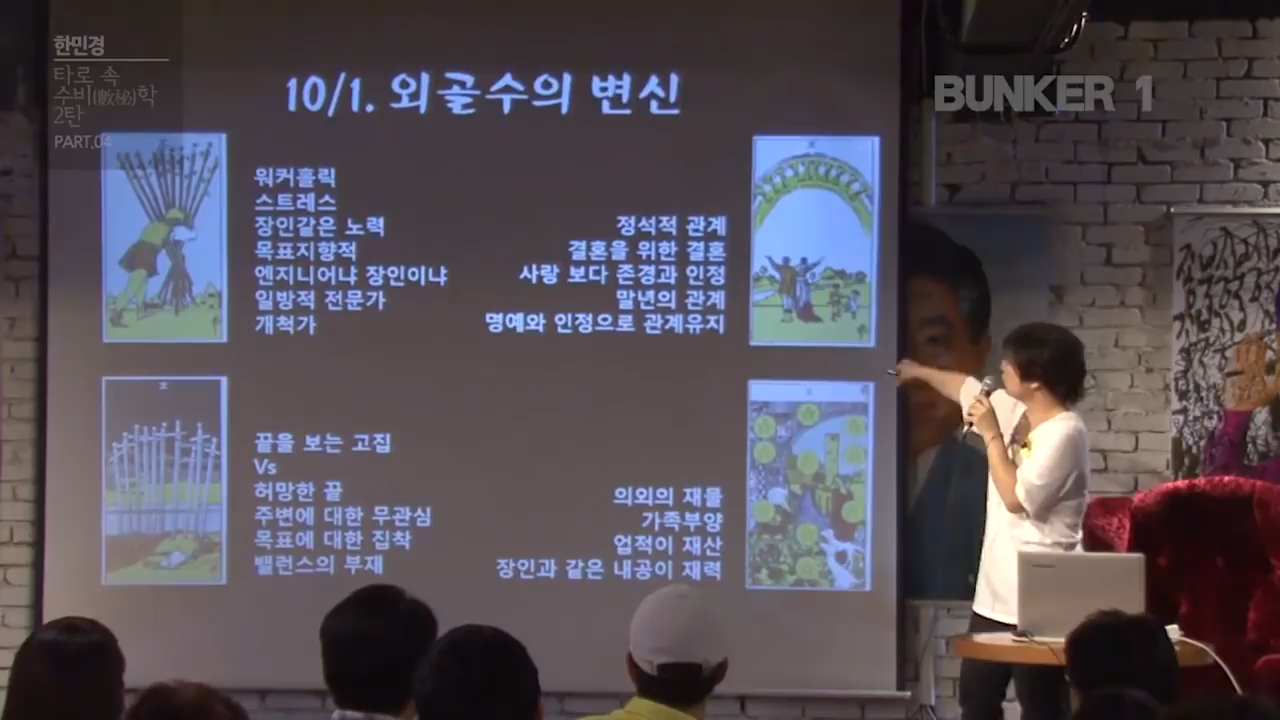 한민경
타로 속
수비(數秘)학
2탄
PART.04
BUNKER 1
10/1. 외골수의 변신
워커홀릭
스트레스
장인같은 노력
목표지향적
엔지니어냐 장인이냐
일방적 전문가
개척가
정석적 관계
결혼을 위한 결혼
사랑 보다 존경과 인정
말년의 관계
명예와 인정으로 관계유지
끝을 보는 고집
Vs
허망한 끝
주변에 대한 무관심
목표에 대한 집착
밸런스의 부재
의외의 재물
가족부양
업적이 재산
장인과 같은 내공이 재력